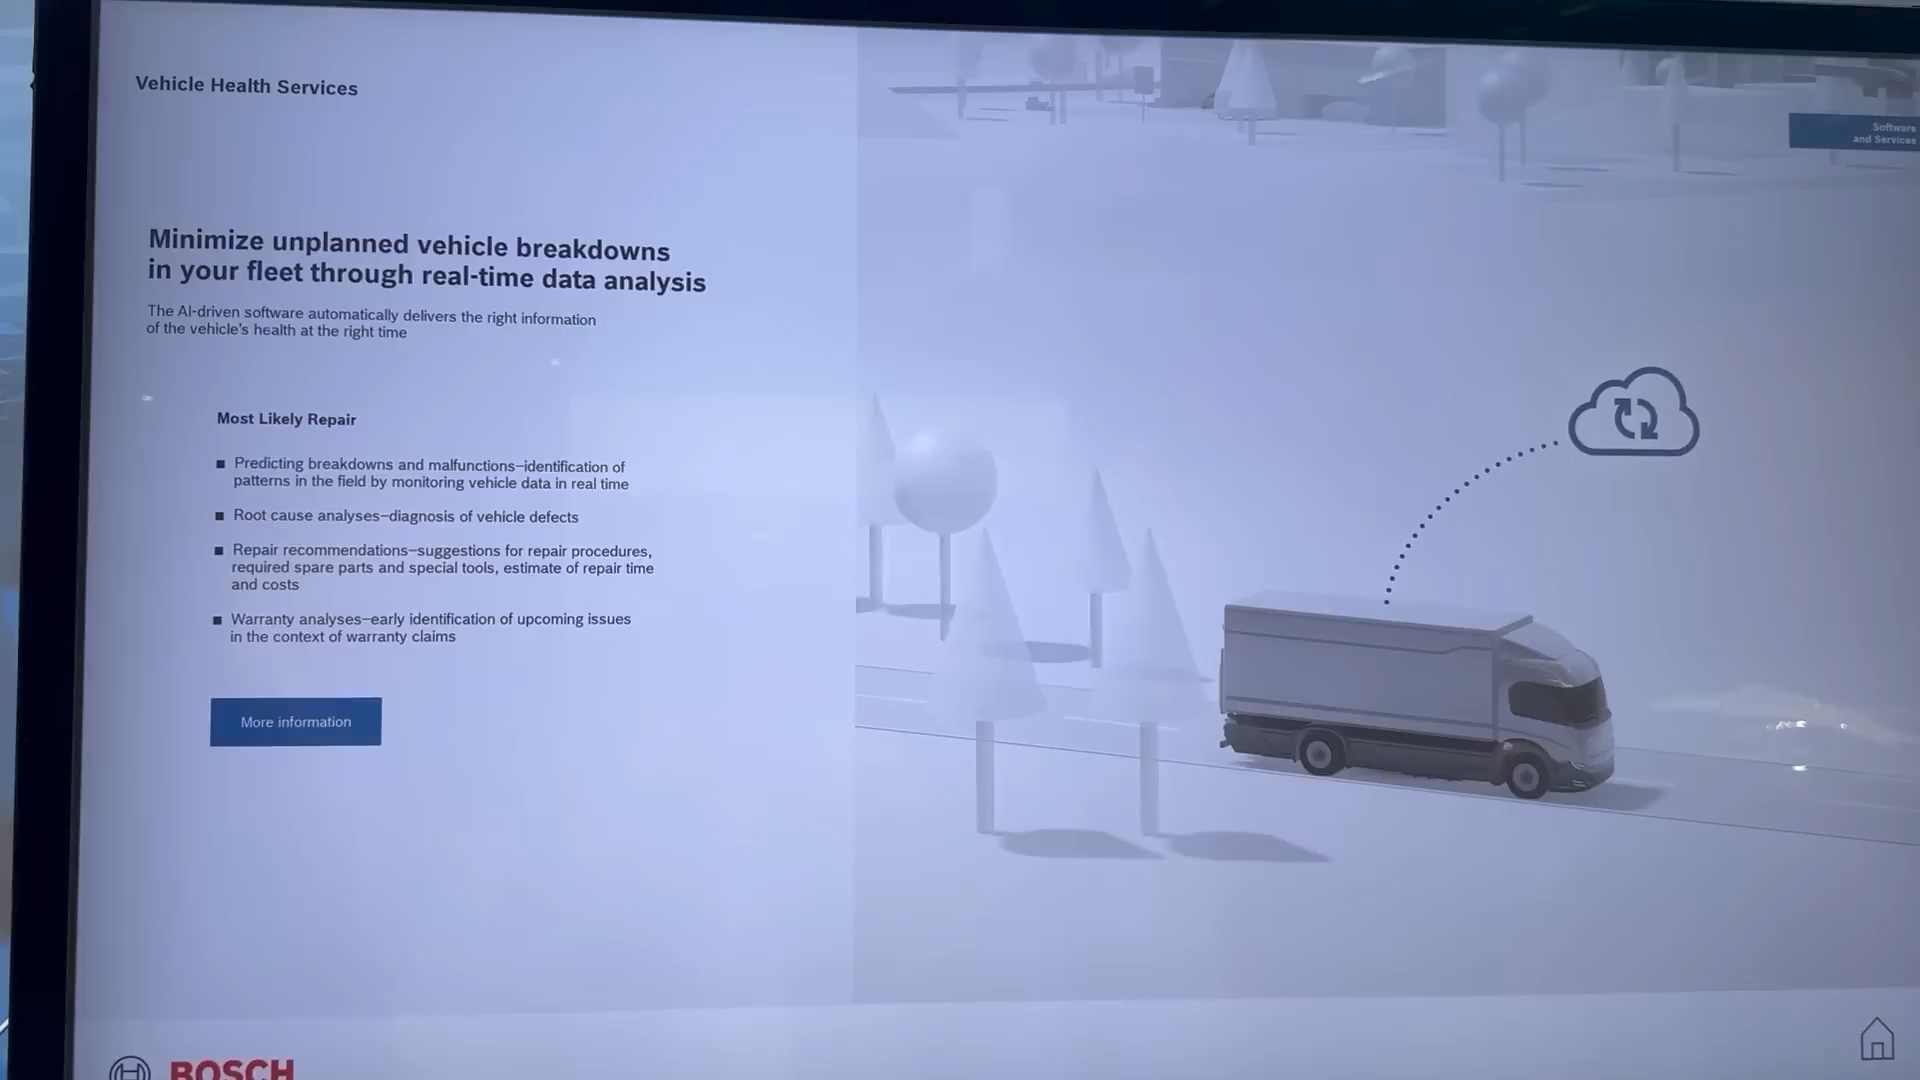 Vehicle Health Services
Software
and Services
Minimize unplanned vehicle breakdowns
in your fleet through real-time data analysis
The AI-driven software automatically delivers the right information
of the vehicle's health at the right time
Most Likely Repair
Predicting breakdowns and malfunctions–identification of
patterns in the field by monitoring vehicle data in real time
Root cause analyses–diagnosis of vehicle defects
Repair recommendations–suggestions for repair procedures,
required spare parts and special tools, estimate of repair time
and costs
Warranty analyses–early identification of upcoming issues
in the context of warranty claims
More information
BOSCH